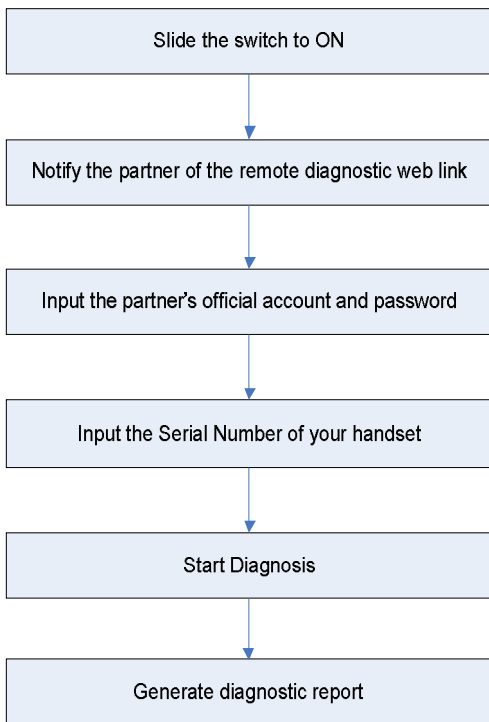 Slide the switch to ON
Notify the partner of the remote diagnostic web link
Input the partner's official account and password
Input the Serial Number of your handset
Start Diagnosis
Generate diagnostic report